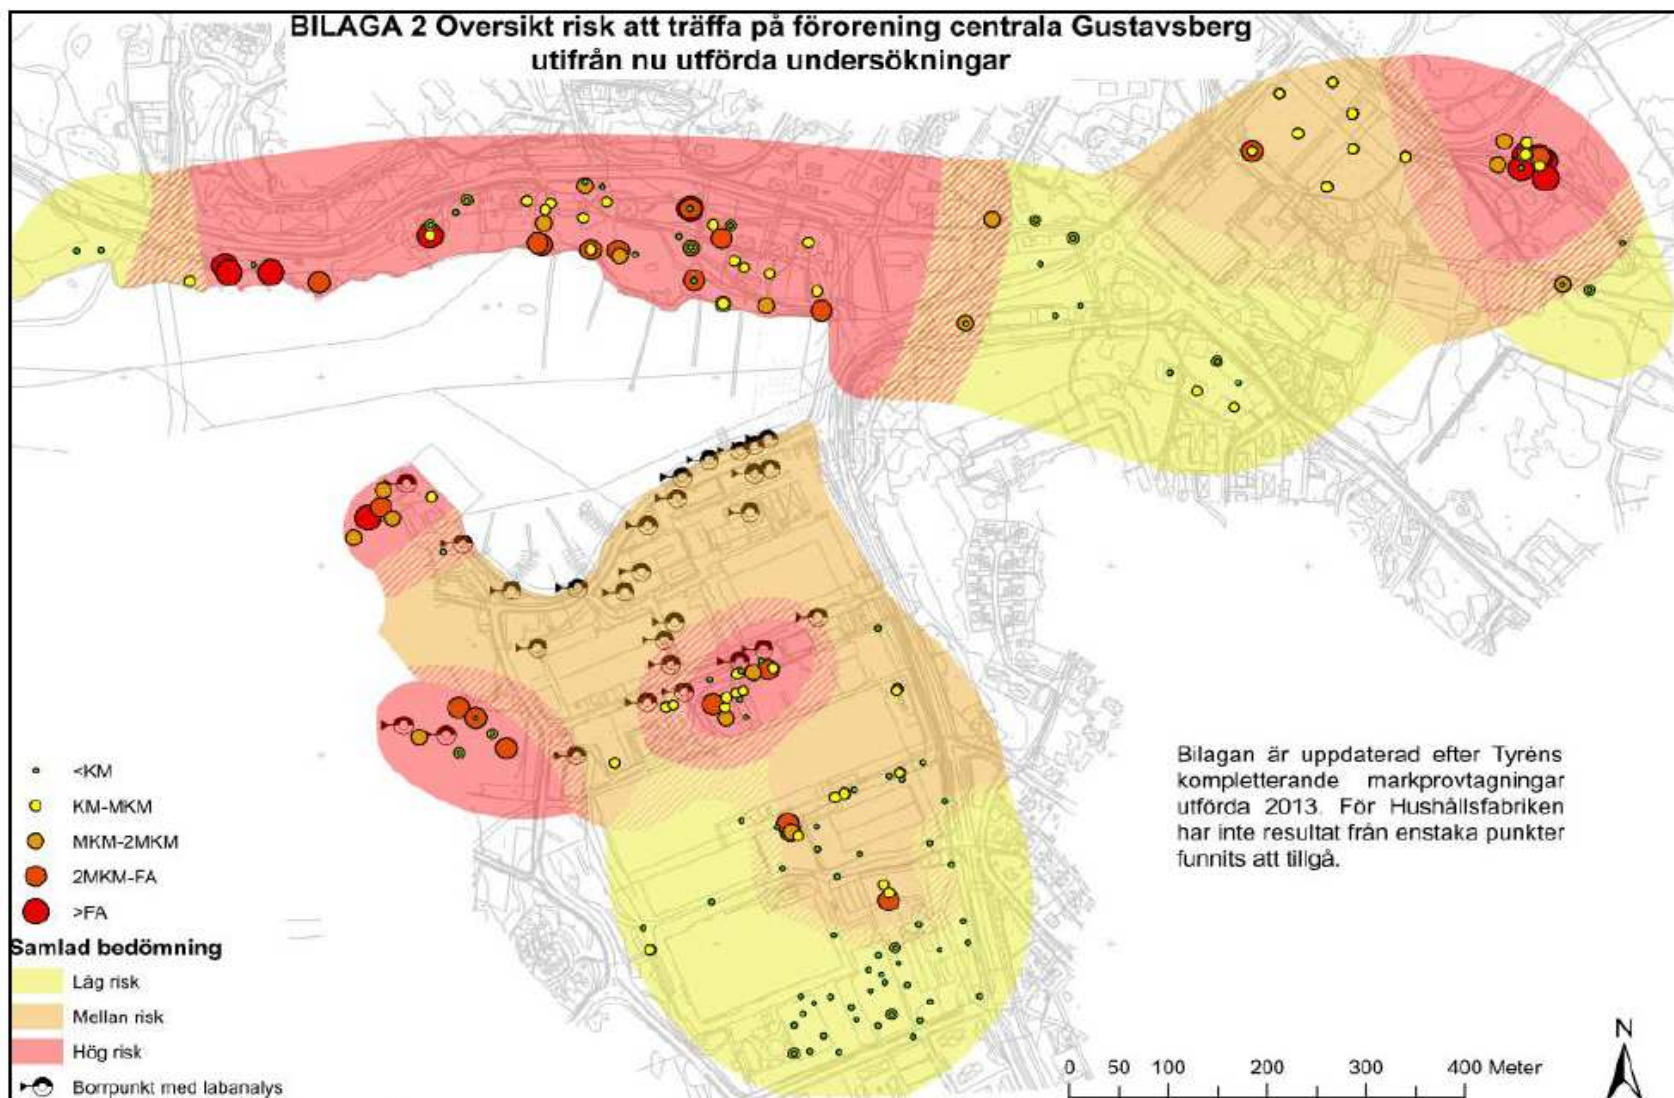 BILAGA 2 Översikt risk att träffa på förorening centrala Gustavsberg
utifrån nu utförda undersökningar
<KM
KM-MKM
MKM-2MKM
2MKM-FA
>FA
Samlad bedömning
Låg risk
Mellan risk
Hög risk
Borrpunkt med labanalys
Bilagan är uppdaterad efter Tyréns
kompletterande markprovtagningar
utförda 2013. För Hushållsfabriken
har inte resultat från enstaka punkter
funnits att tillgå.
N
0 50 100 200 300 400 Meter